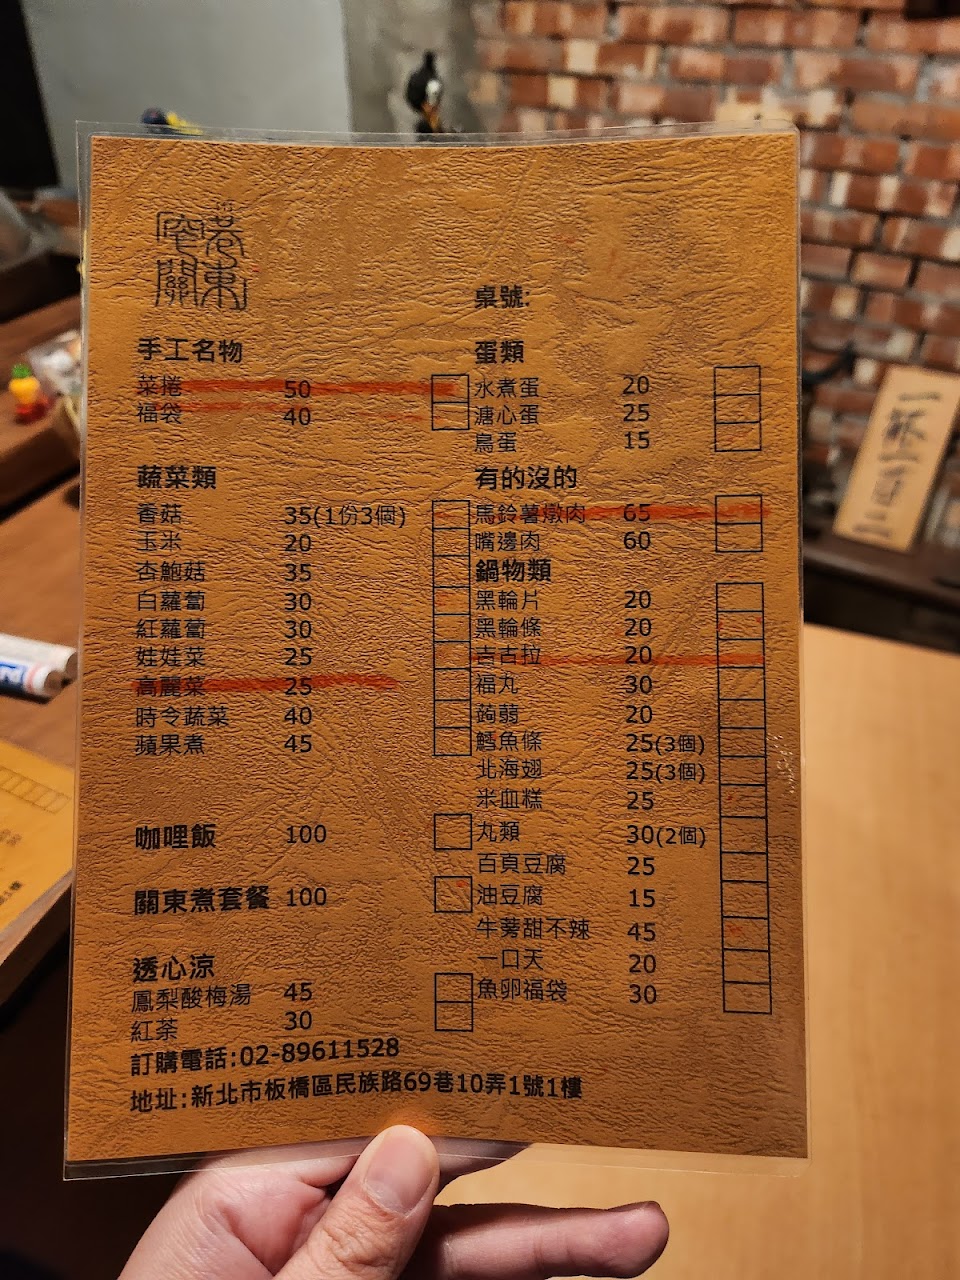 窄巷
關東
桌號:
手工名物
菜捲 50
福袋 40
蔬菜類
香菇 35(1份3個)
玉米 20
杏鮑菇 35
白蘿蔔 30
紅蘿蔔 30
娃娃菜 25
高麗菜 25
時令蔬菜 40
蘋果煮 45
咖哩飯 100
關東煮套餐 100
透心涼
鳳梨酸梅湯 45
紅茶 30
蛋類
水煮蛋 20
溏心蛋 25
鳥蛋 15
有的沒的
馬鈴薯燉肉 65
嘴邊肉 60
鍋物類
黑輪片 20
黑輪條 20
吉古拉 20
福丸 30
蒟蒻 20
鱈魚條 25(3個)
北海翅 25(3個)
米血糕 25
丸類 30(2個)
百頁豆腐 25
油豆腐 15
牛蒡甜不辣 45
一口天 20
魚卵福袋 30
訂購電話:02-89611528
地址:新北市板橋區民族路69巷10弄1號1樓